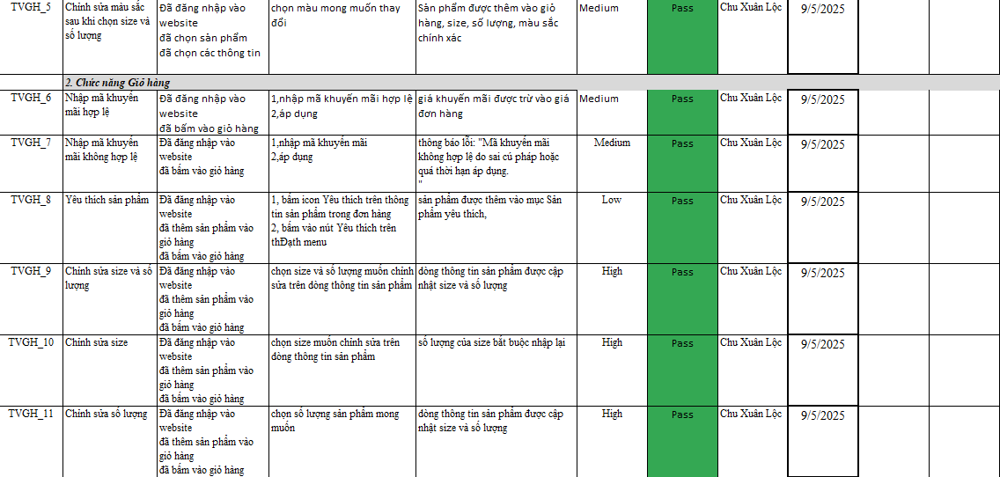 TVGH_5
Chỉnh sửa màu sắc
sau khi chọn size và
số lượng
Đã đăng nhập vào
website
đã chọn sản phẩm
đã chọn các thông tin
chọn màu mong muốn thay
đổi
Sản phẩm được thêm vào giỏ
hàng, size, số lượng, màu sắc
chính xác
Medium
Pass
Chu Xuân Lộc
9/5/2025
2. Chức năng Giỏ hàng
TVGH_6
Nhập mã khuyến
mãi hợp lệ
Đã đăng nhập vào
website
đã bấm vào giỏ hàng
1,nhập mã khuyến mãi hợp lệ
2,áp dụng
giá khuyến mãi được trừ vào giá
đơn hàng
Medium
Pass
Chu Xuân Lộc
9/5/2025
TVGH_7
Nhập mã khuyến
mãi không hợp lệ
Đã đăng nhập vào
website
đã bấm vào giỏ hàng
1,nhập mã khuyến mãi
2,áp dụng
thông báo lỗi: "Mã khuyến mãi
không hợp lệ do sai cú pháp hoặc
quá thời hạn áp dụng.
"
Medium
Pass
Chu Xuân Lộc
9/5/2025
TVGH_8
Yêu thích sản phẩm
Đã đăng nhập vào
website
đã thêm sản phẩm vào
giỏ hàng
đã bấm vào giỏ hàng
1, bấm icon Yêu thích trên thông
tin sản phẩm trong đơn hàng
2, bấm vào nút Yêu thích trên
thĐạth menu
sản phẩm được thêm vào mục Sản
phẩm yêu thích,
Low
Pass
Chu Xuân Lộc
9/5/2025
TVGH_9
Chỉnh sửa size và số
lượng
Đã đăng nhập vào
website
đã thêm sản phẩm vào
giỏ hàng
đã bấm vào giỏ hàng
chọn size và số lượng muốn chỉnh
sửa trên dòng thông tin sản phẩm
dòng thông tin sản phẩm được cập
nhật size và số lượng
High
Pass
Chu Xuân Lộc
9/5/2025
TVGH_10
Chỉnh sửa size
Đã đăng nhập vào
website
đã thêm sản phẩm vào
giỏ hàng
đã bấm vào giỏ hàng
chọn size muốn chỉnh sửa trên
dòng thông tin sản phẩm
số lượng của size bắt buộc nhập lại
High
Pass
Chu Xuân Lộc
9/5/2025
TVGH_11
Chỉnh sửa số lượng
Đã đăng nhập vào
website
đã thêm sản phẩm vào
giỏ hàng
đã bấm vào giỏ hàng
chọn số lượng sản phẩm mong
muốn
dòng thông tin sản phẩm được cập
nhật size và số lượng
High
Pass
Chu Xuân Lộc
9/5/2025